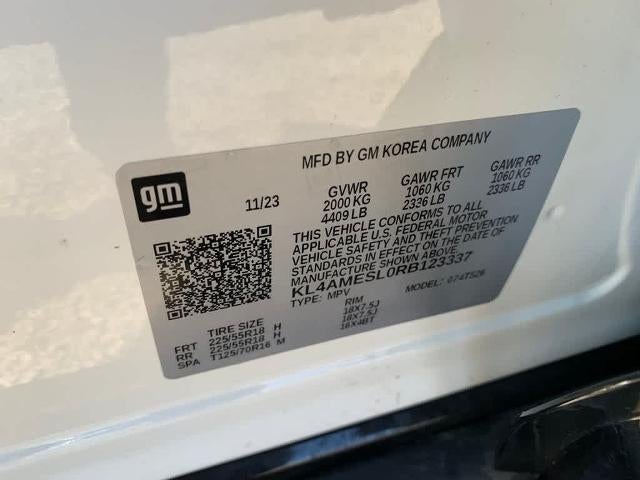 MFD BY GM KOREA COMPANY
gm
11/23 GVWR GAWR FRT GAWR RR
2000 KG 1060 KG 1060 KG
4409 LB 2336 LB 2336 LB
THIS VEHICLE CONFORMS TO ALL
APPLICABLE U.S. FEDERAL MOTOR
VEHICLE SAFETY AND THEFT PREVENTION
STANDARDS IN EFFECT ON THE DATE OF
MANUFACTURE SHOWN ABOVE.
KL4AMESL0RB123337
TYPE: MPV MODEL: 074TS26
TIRE SIZE RIM
FRT 225/55R18 H 18X7.5J
RR 225/55R18 H 18X7.5J
SPA T125/70R16 M 16X4BT